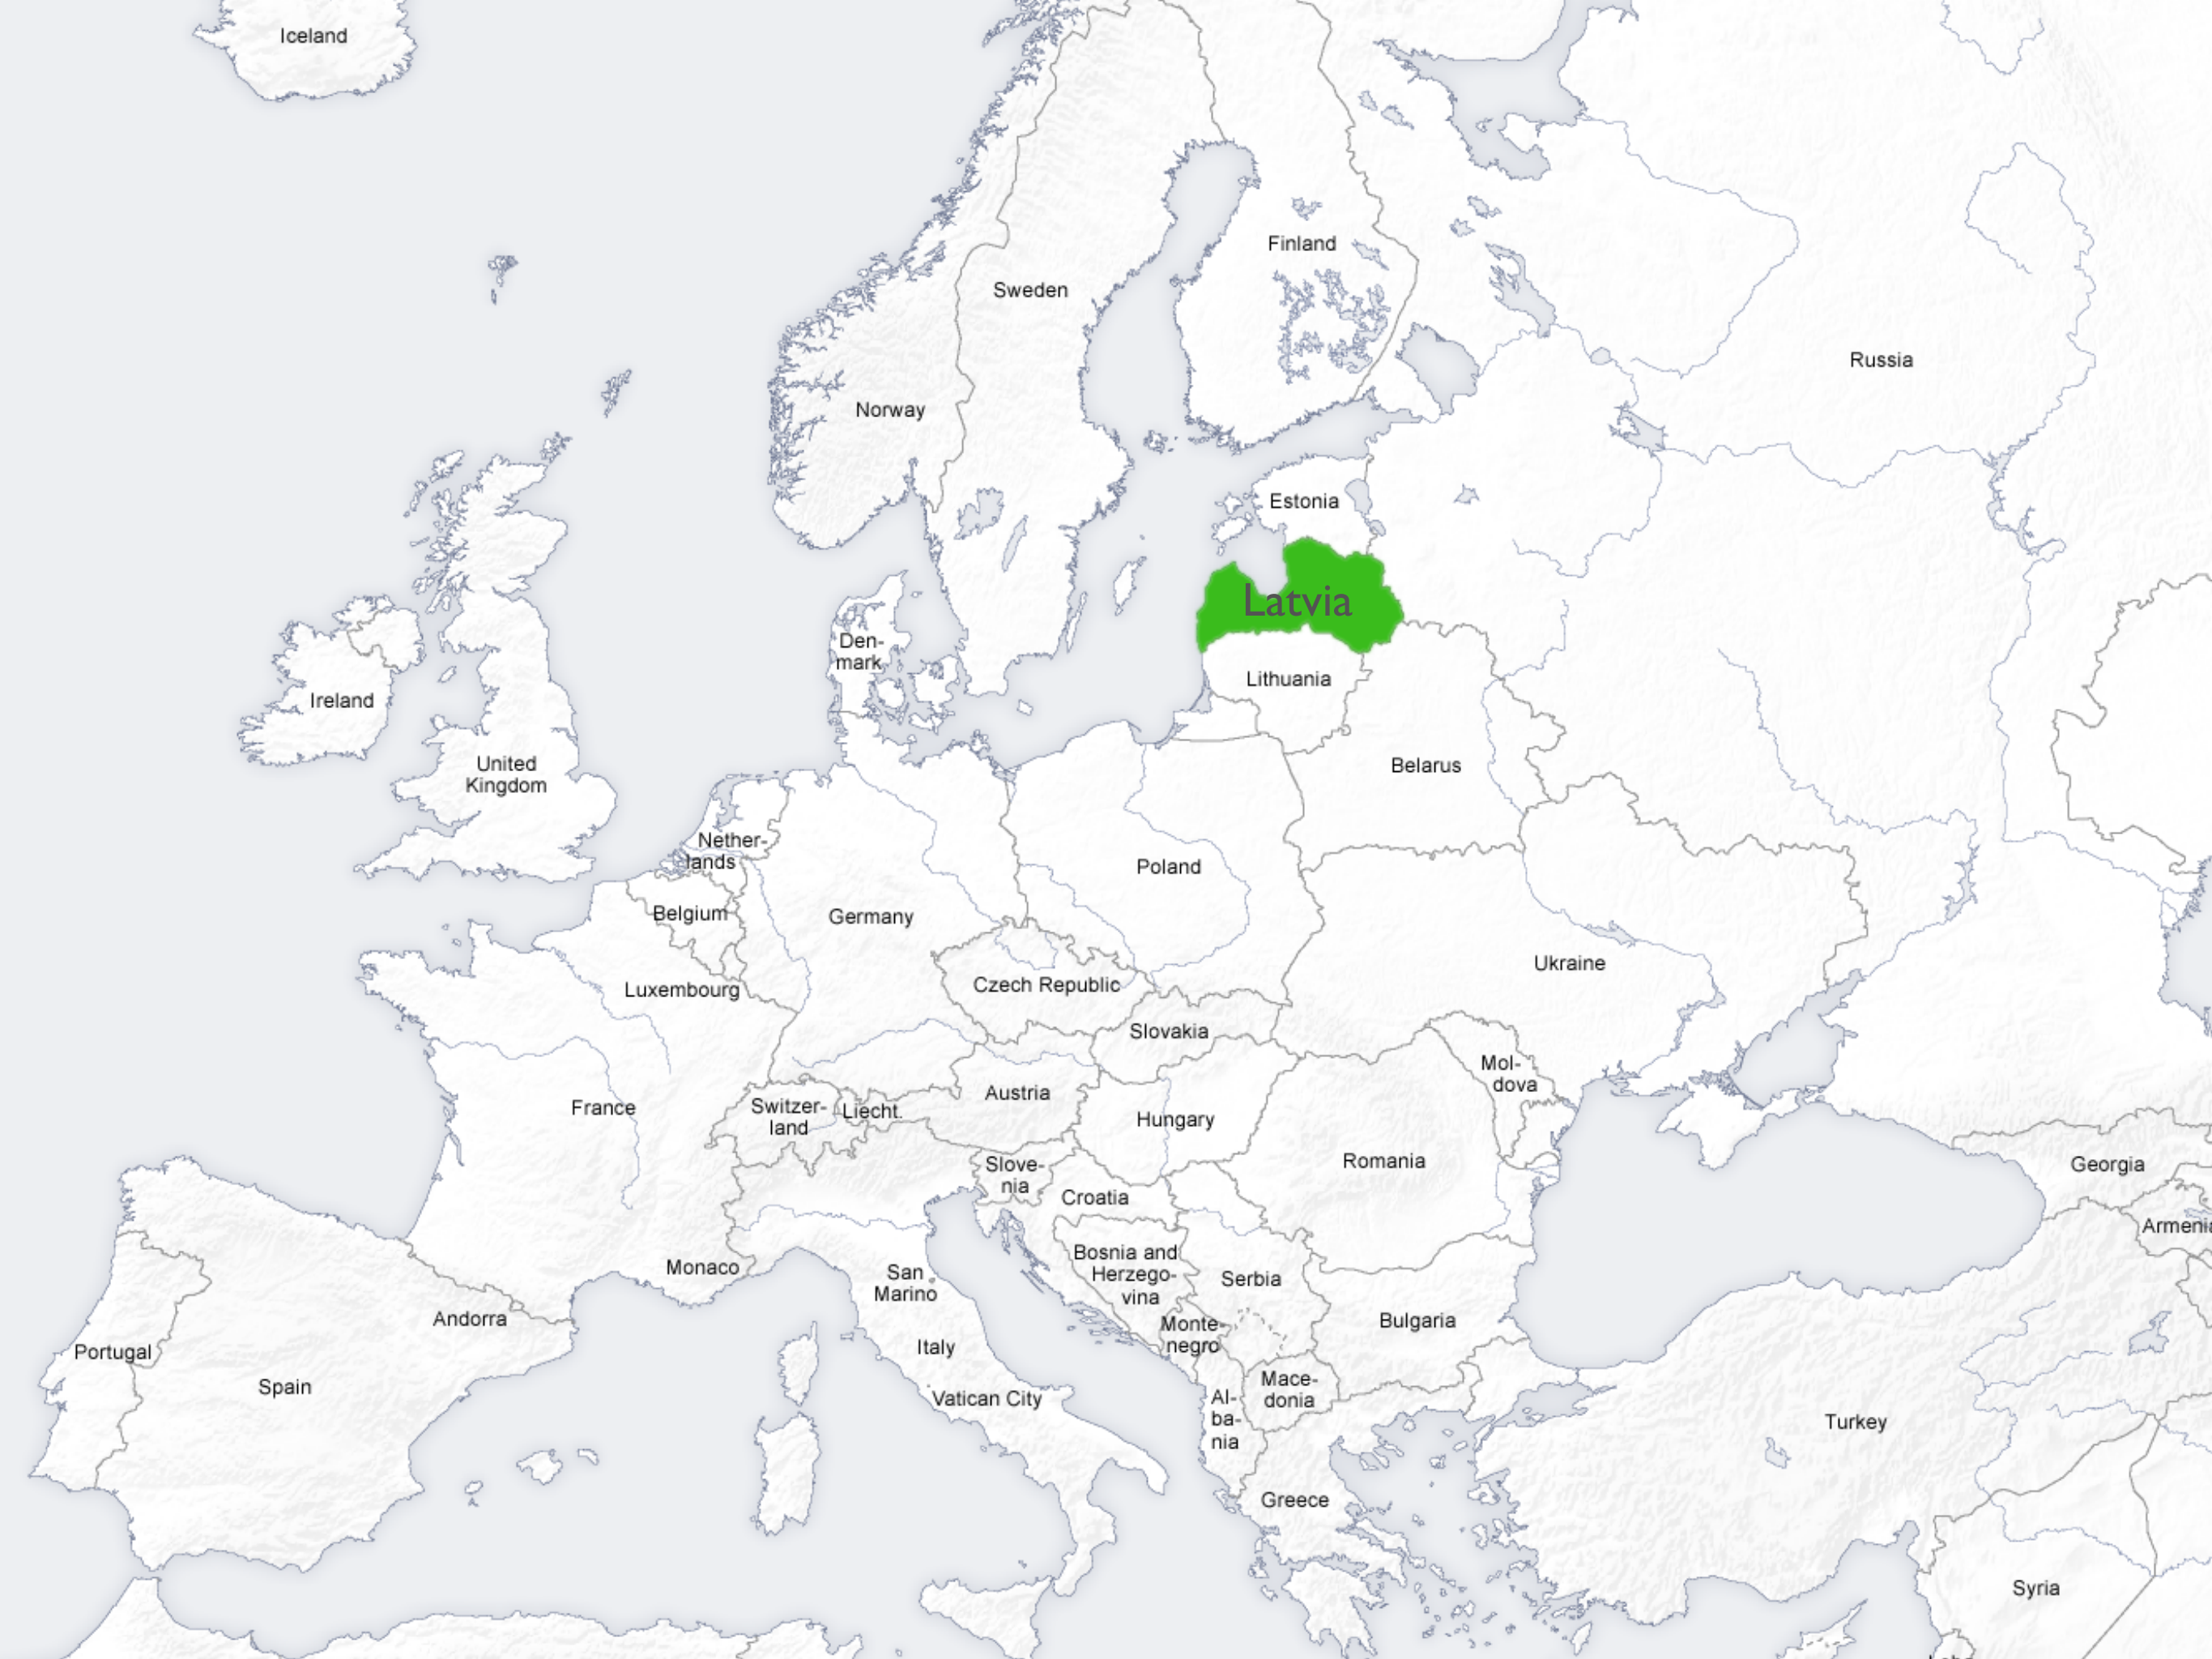 Iceland
Finland
Sweden
Russia
Norway
Estonia
Latvia
Den-
mark
Lithuania
Ireland
United
Kingdom
Belarus
Nether-
lands
Poland
Belgium
Germany
Ukraine
Czech Republic
Luxembourg
Slovakia
Mol-
dova
Austria
France
Switzer-
land
Liecht.
Hungary
Romania
Georgia
Slove-
nia
Croatia
Armenia
Bosnia and
Herzego-
vina
Monaco
San
Marino
Serbia
Andorra
Bulgaria
Monte-
negro
Italy
Portugal
Spain
Vatican City
Mace-
donia
Al-
ba-
nia
Turkey
Greece
Syria